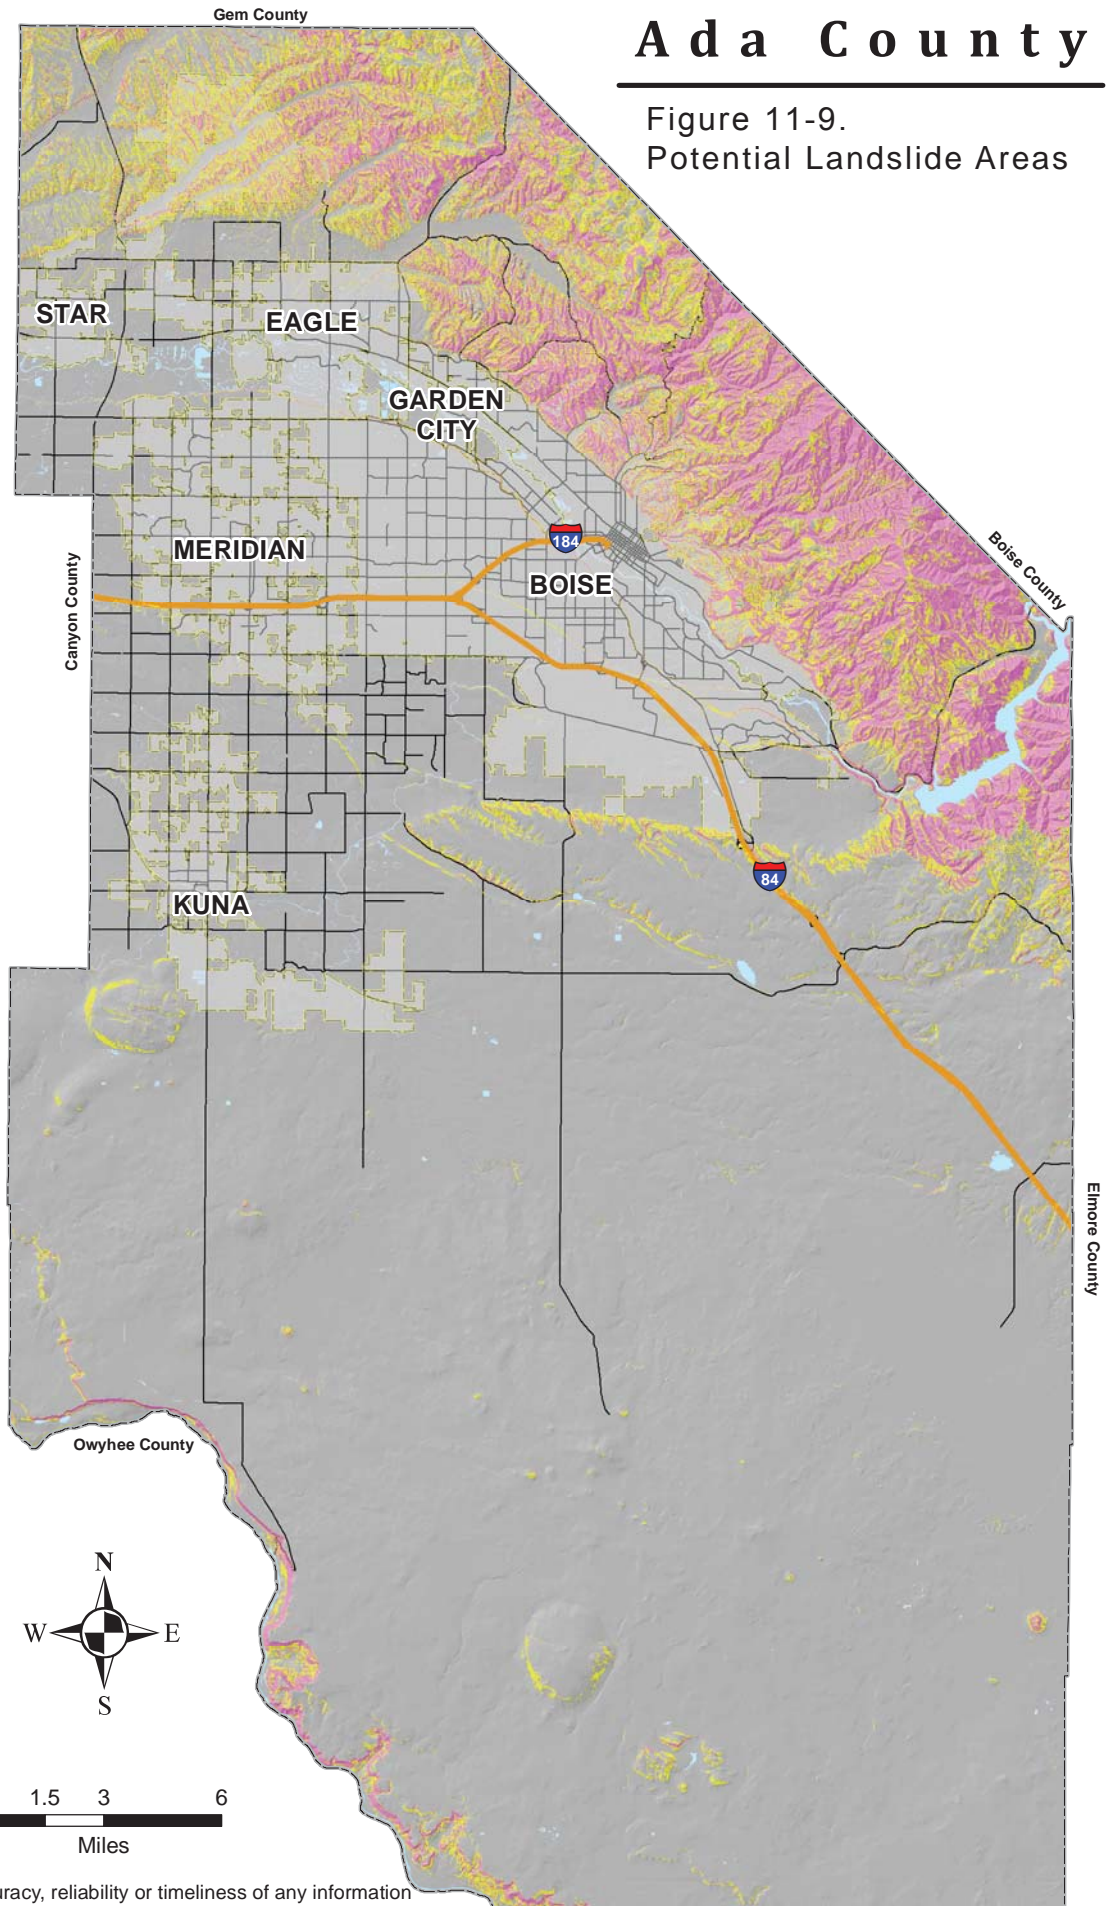 Gem County
Ada County
Figure 11-9.
Potential Landslide Areas
STAR
EAGLE
GARDEN
CITY
184
MERIDIAN
BOISE
Boise County
Canyon County
84
KUNA
Elmore County
Owyhee County
N
W E
S
1.5 3 6
Miles
uracy, reliability or timeliness of any information